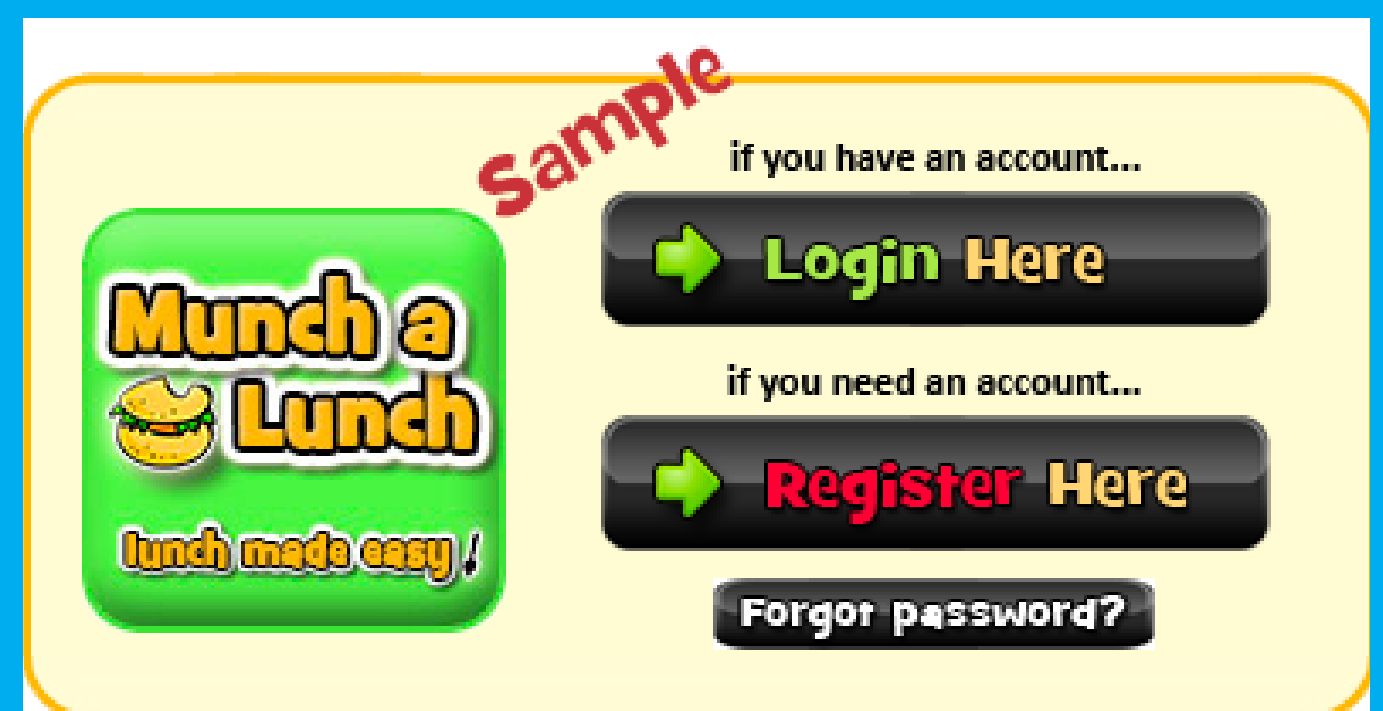 Sample
if you have an account...
Login Here
Munch a
Lunch
lunch made easy!
if you need an account...
Register Here
Forgot password?